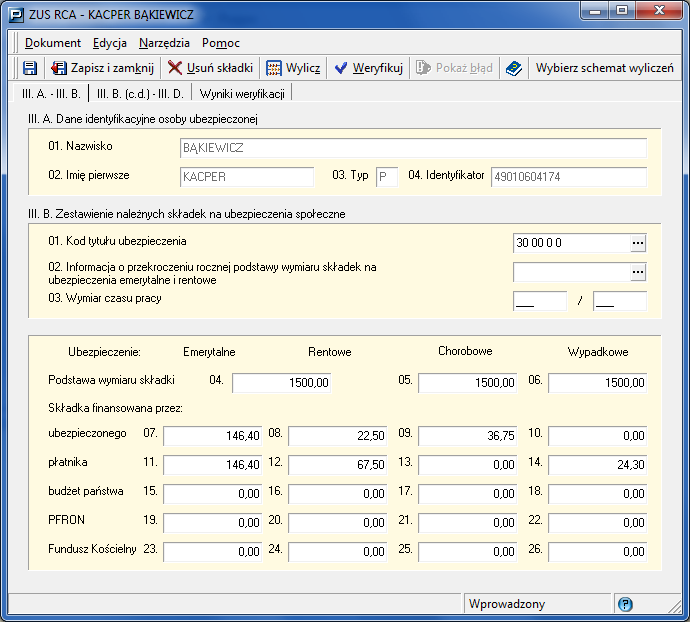 ZUS RCA - KACPER BĄKIEWICZ
Dokument Edycja Narzędzia Pomoc
Zapisz i zamknij Usuń składki Wylicz Weryfikuj Pokaż błąd Wybierz schemat wyliczeń
III. A. - III. B. III. B. (c.d.) - III. D. Wyniki weryfikacji
III. A. Dane identyfikacyjne osoby ubezpieczonej
01. Nazwisko BĄKIEWICZ
02. Imię pierwsze KACPER 03. Typ P 04. Identyfikator 49010604174
III. B. Zestawienie należnych składek na ubezpieczenia społeczne
01. Kod tytułu ubezpieczenia 30 00 0 0 ...
02. Informacja o przekroczeniu rocznej podstawy wymiaru składek na ...
ubezpieczenia emerytalne i rentowe
03. Wymiar czasu pracy ___ / ___
Ubezpieczenie: Emerytalne Rentowe Chorobowe Wypadkowe
Podstawa wymiaru składki 04. 1500,00 05. 1500,00 06. 1500,00
Składka finansowana przez:
ubezpieczonego 07. 146,40 08. 22,50 09. 36,75 10. 0,00
płatnika 11. 146,40 12. 67,50 13. 0,00 14. 24,30
budżet państwa 15. 0,00 16. 0,00 17. 0,00 18. 0,00
PFRON 19. 0,00 20. 0,00 21. 0,00 22. 0,00
Fundusz Kościelny 23. 0,00 24. 0,00 25. 0,00 26. 0,00
Wprowadzony ?